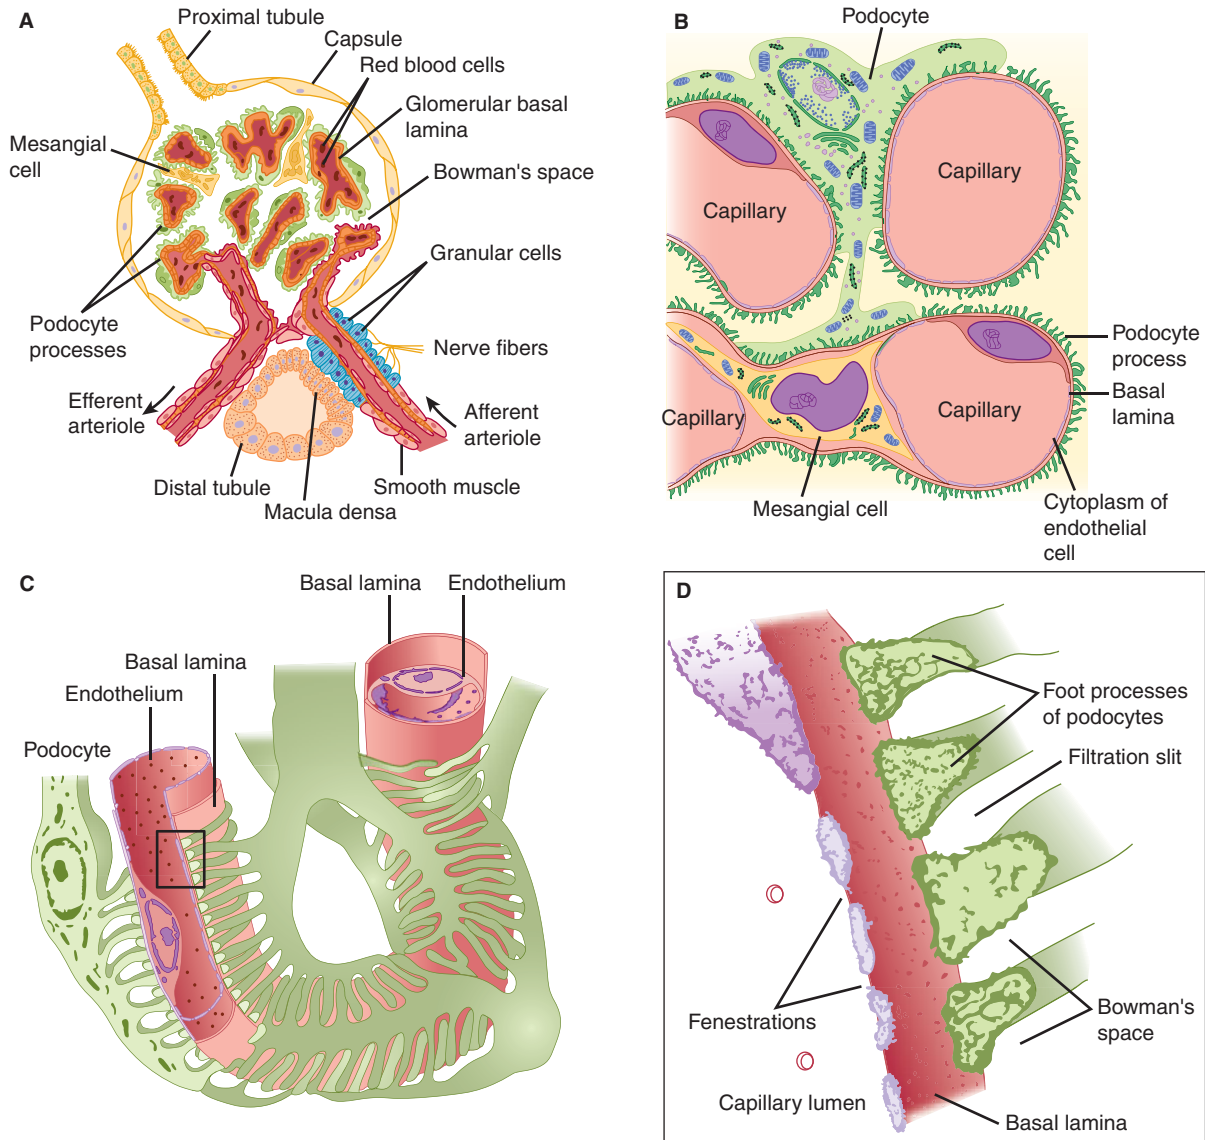 A
Proximal tubule
Capsule
Red blood cells
Glomerular basal
lamina
Mesangial
cell
Bowman's space
Granular cells
Podocyte
processes
Nerve fibers
Efferent
arteriole
Afferent
arteriole
Distal tubule
Smooth muscle
Macula densa
B
Podocyte
Capillary
Capillary
Podocyte
process
Basal
lamina
Capillary
Capillary
Mesangial cell
Cytoplasm of
endothelial
cell
C
Basal lamina
Endothelium
Basal lamina
Endothelium
Podocyte
D
Foot processes
of podocytes
Filtration slit
Fenestrations
Bowman's
space
Capillary lumen
Basal lamina